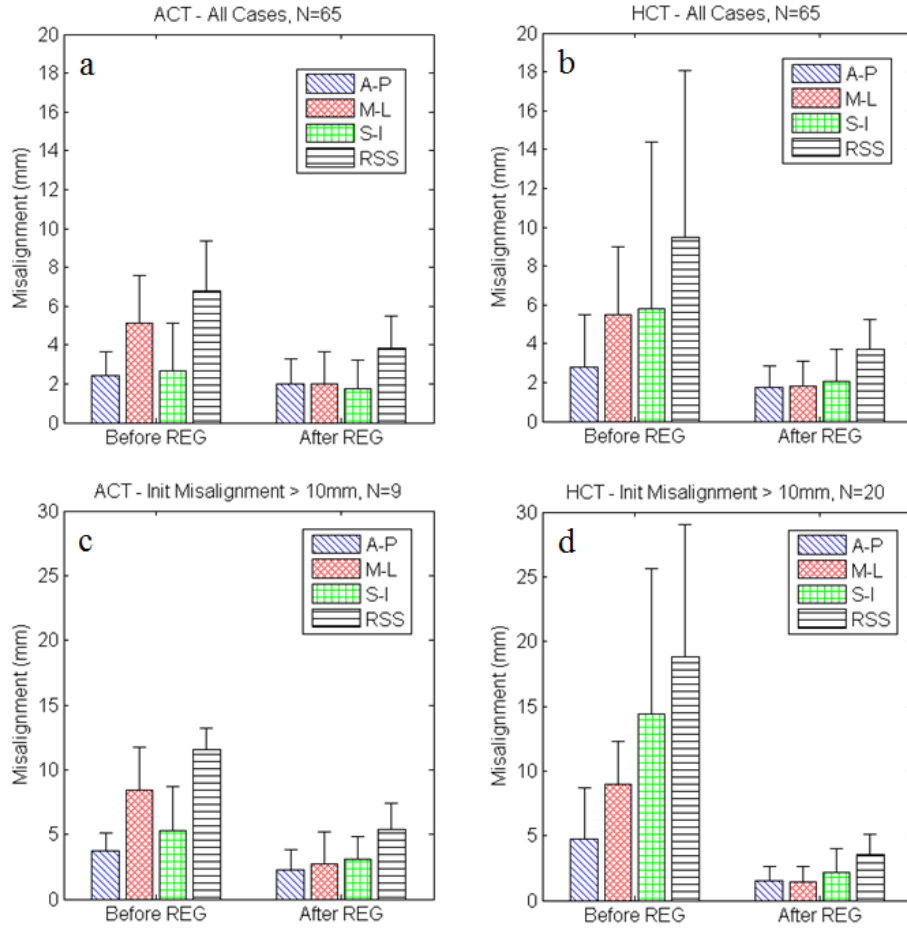 ACT - All Cases, N=65
a
20
18
16
14
12
10
8
6
4
2
0
Misalignment (mm)
A-P
M-L
S-I
RSS
Before REG
After REG
HCT - All Cases, N=65
b
20
18
16
14
12
10
8
6
4
2
0
Misalignment (mm)
A-P
M-L
S-I
RSS
Before REG
After REG
ACT - Init Misalignment > 10mm, N=9
c
30
25
20
15
10
5
0
Misalignment (mm)
A-P
M-L
S-I
RSS
Before REG
After REG
HCT - Init Misalignment > 10mm, N=20
d
30
25
20
15
10
5
0
Misalignment (mm)
A-P
M-L
S-I
RSS
Before REG
After REG